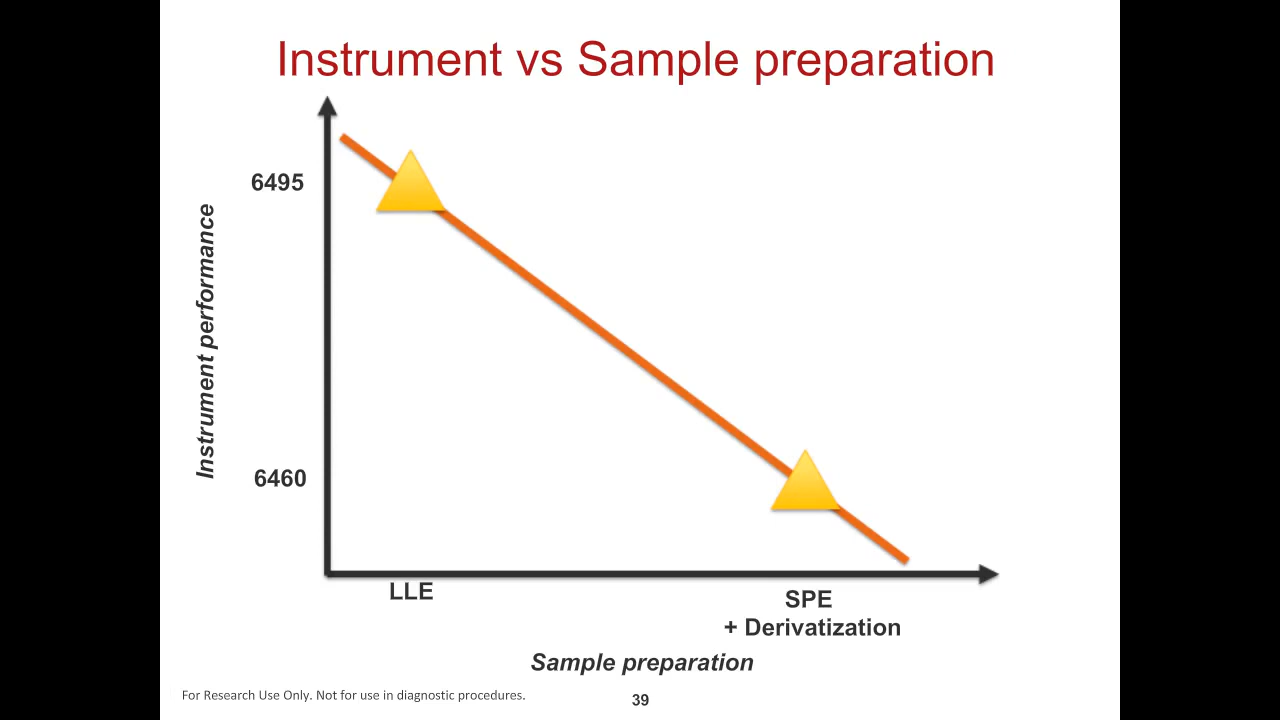 Instrument vs Sample preparation
6495
Instrument performance
6460
LLE
SPE
+ Derivatization
Sample preparation
For Research Use Only. Not for use in diagnostic procedures.
39